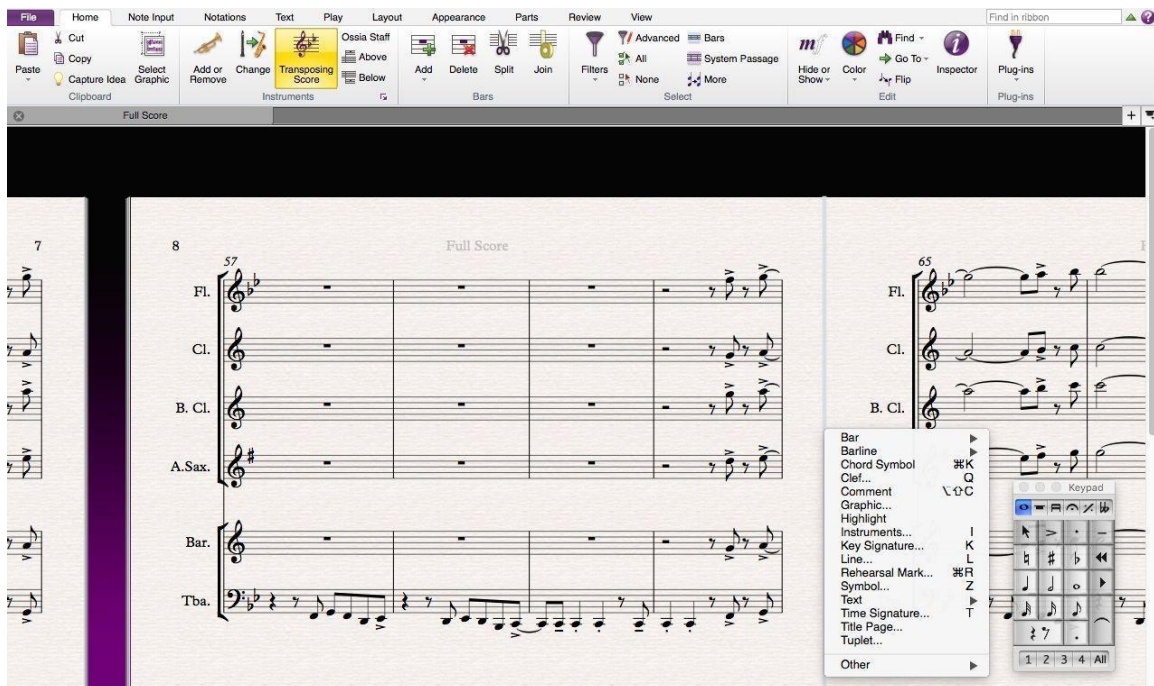 File Home Note Input Notations Text Play Layout Appearance Parts Review View Find in ribbon
Paste
Cut
Copy
Capture Idea
Select Graphic
Clipboard
Add or Remove
Change
Transposing Score
Ossia Staff
Above
Below
Instruments
Add
Delete
Split
Join
Bars
Filters
Advanced
All
None
Bars
System Passage
More
Select
Hide or Show
Color
Find
Go To
Flip
Inspector
Edit
Plug-ins
Plug-ins
Full Score
7
8
Full Score
57
Fl.
Cl.
B. Cl.
A.Sax.
Bar.
Tba.
65
Fl.
Cl.
B. Cl.
Bar
Barline
Chord Symbol ⌘K
Clef... Q
Comment ⌥⇧C
Graphic...
Highlight
Instruments... I
Key Signature... K
Line... L
Rehearsal Mark... ⌘R
Symbol... Z
Text
Time Signature... T
Title Page...
Tuplet...
Other
Keypad
1 2 3 4 All